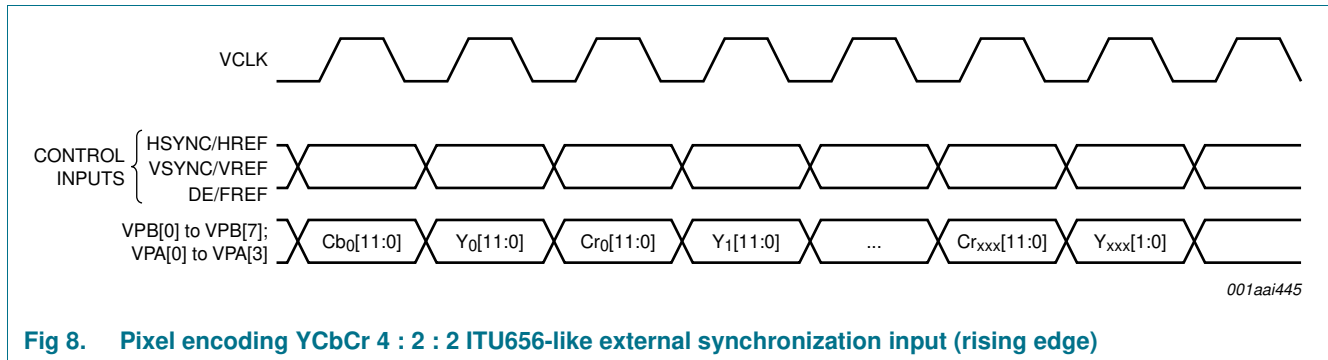 VCLK
CONTROL
INPUTS
HSYNC/HREF
VSYNC/VREF
DE/FREF
VPB[0] to VPB[7];
VPA[0] to VPA[3]
Cb0[11:0] Y0[11:0] Cr0[11:0] Y1[11:0] ... Crxxx[11:0] Yxxx[1:0]
001aai445
Fig 8. Pixel encoding YCbCr 4 : 2 : 2 ITU656-like external synchronization input (rising edge)